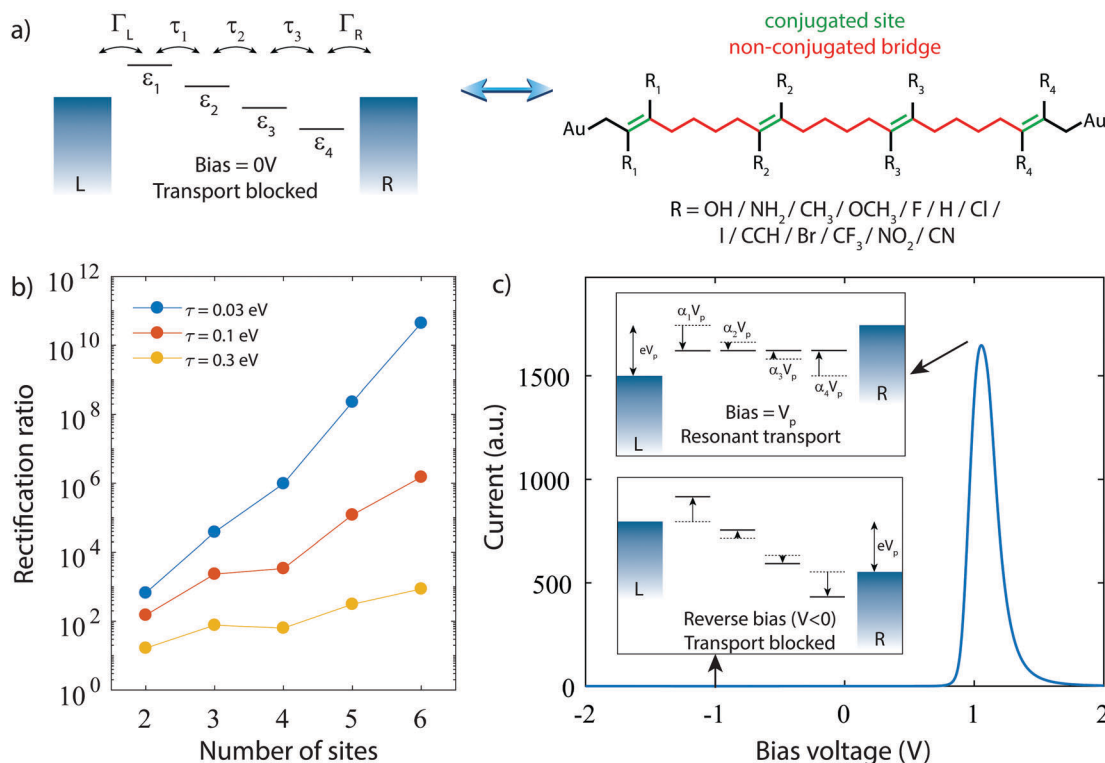 a)
Γ_L τ_1 τ_2 τ_3 Γ_R
ε_1
ε_2
ε_3
ε_4
Bias = 0V
Transport blocked
L
R
conjugated site
non-conjugated bridge
R_1 R_2 R_3 R_4
Au Au
R_1 R_2 R_3 R_4
R = OH / NH_2 / CH_3 / OCH_3 / F / H / Cl /
I / CCH / Br / CF_3 / NO_2 / CN
b)
Rectification ratio
10^12
10^10
10^8
10^6
10^4
10^2
10^0
τ = 0.03 eV
τ = 0.1 eV
τ = 0.3 eV
2 3 4 5 6
Number of sites
c)
Current (a.u.)
1500
1000
500
0
α_1V_p
α_2V_p
eV_p
α_3V_p
α_4V_p
L
R
Bias = V_p
Resonant transport
eV_p
L
R
Reverse bias (V<0)
Transport blocked
-2 -1 0 1 2
Bias voltage (V)